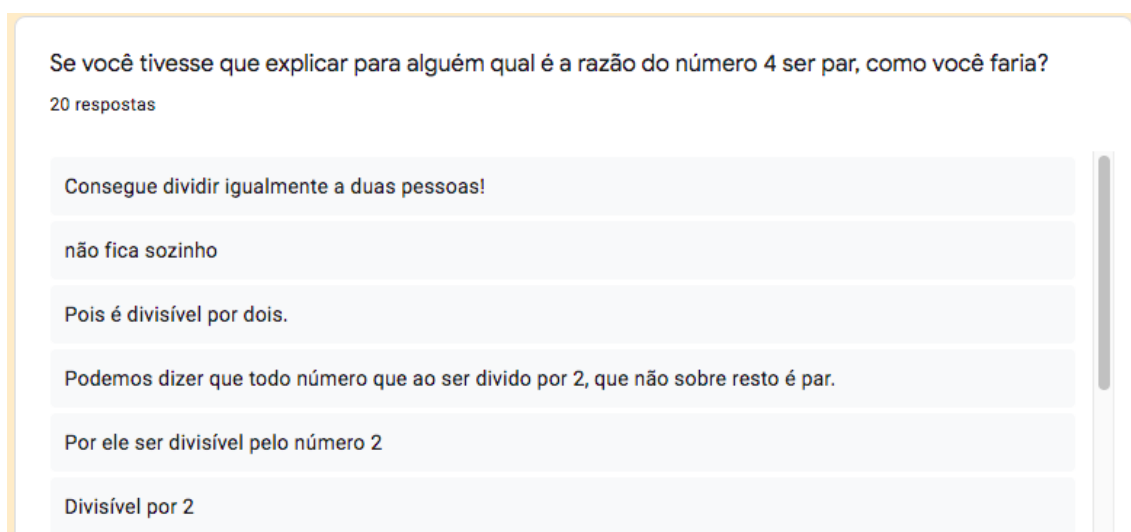 Se você tivesse que explicar para alguém qual é a razão do número 4 ser par, como você faria?
20 respostas
Consegue dividir igualmente a duas pessoas!
não fica sozinho
Pois é divisível por dois.
Podemos dizer que todo número que ao ser divido por 2, que não sobre resto é par.
Por ele ser divisível pelo número 2
Divisível por 2